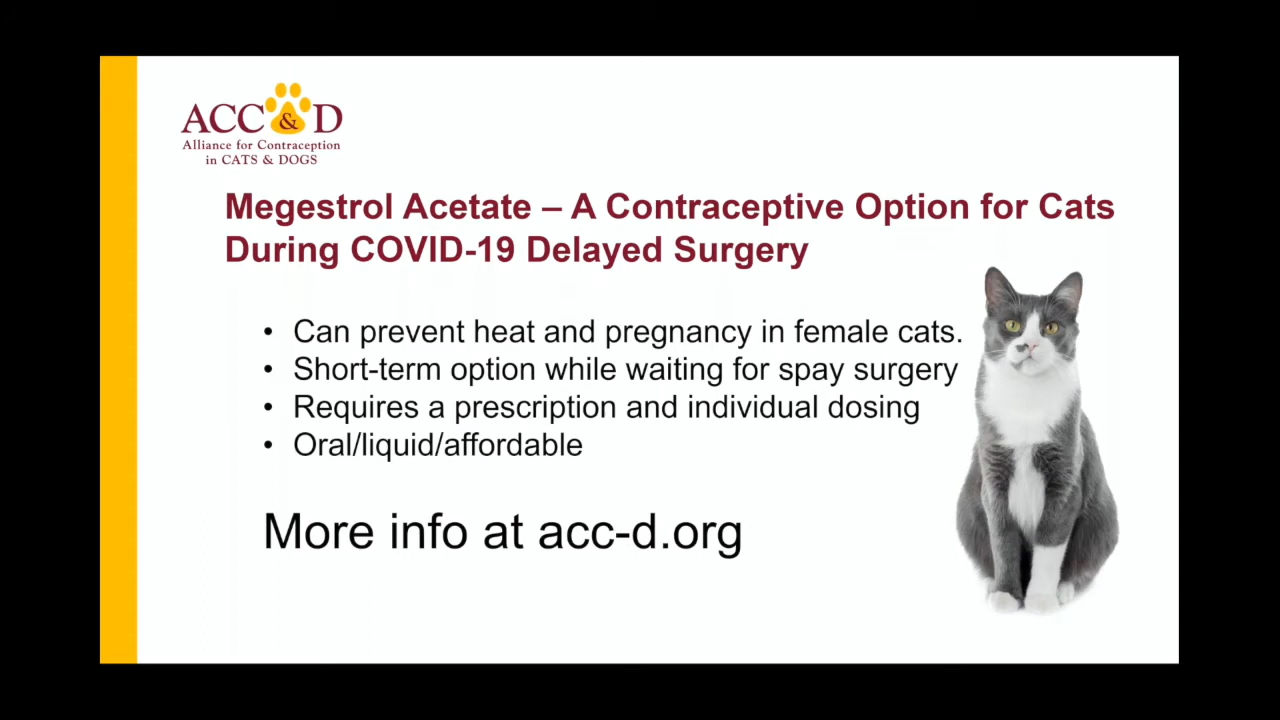 ACC&D
Alliance for Contraception
in CATS & DOGS
Megestrol Acetate – A Contraceptive Option for Cats
During COVID-19 Delayed Surgery
• Can prevent heat and pregnancy in female cats.
• Short-term option while waiting for spay surgery
• Requires a prescription and individual dosing
• Oral/liquid/affordable
More info at acc-d.org